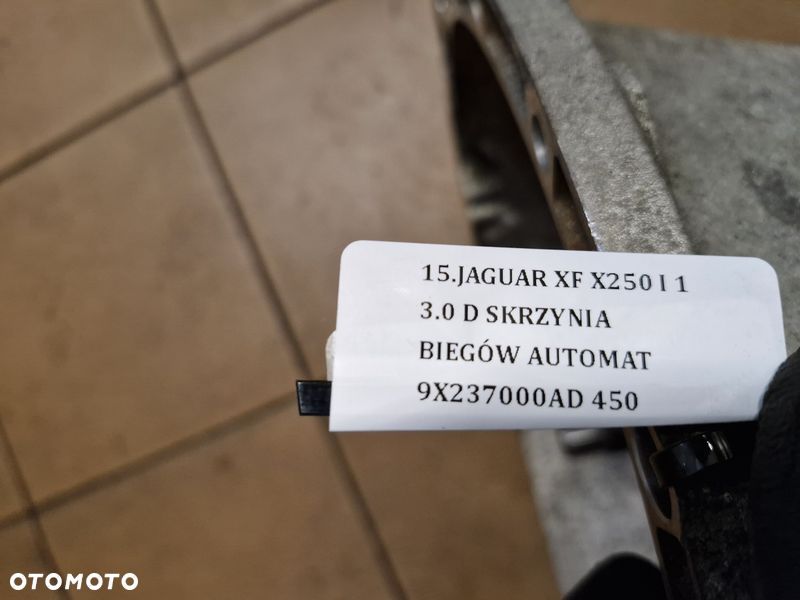 15.JAGUAR XF X250 I 1
3.0 D SKRZYNIA
BIEGÓW AUTOMAT
9X237000AD 450
OTOMOTO